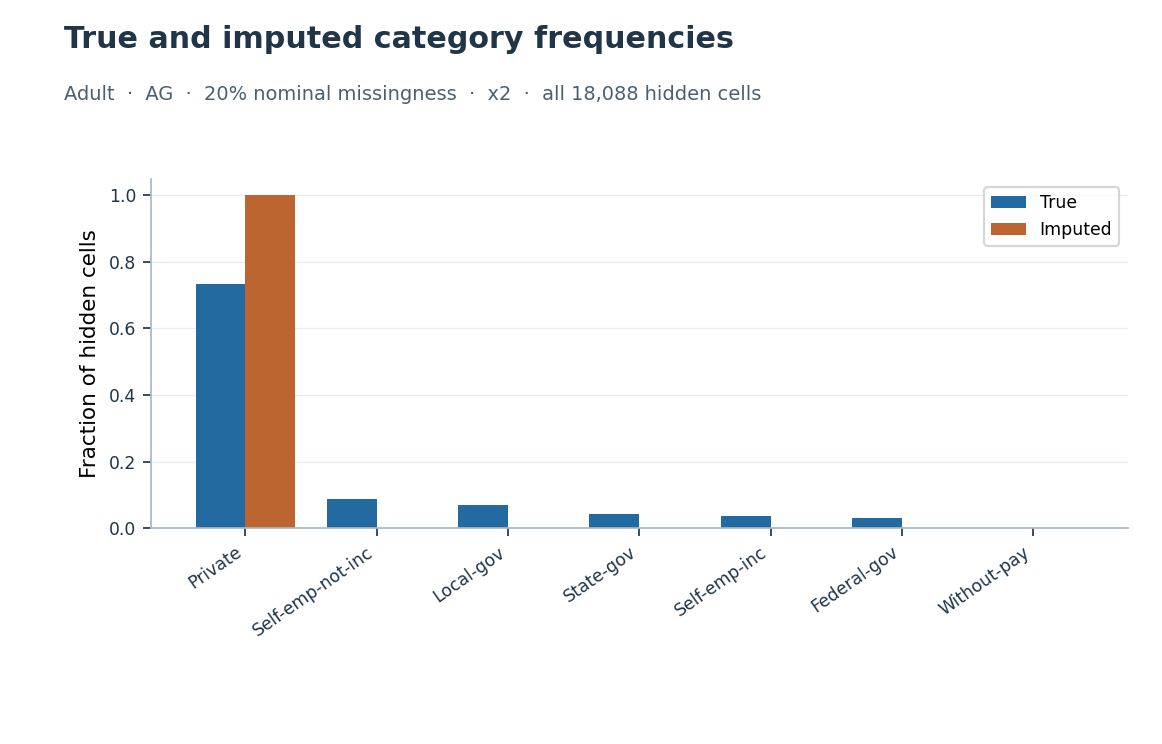 True and imputed category frequencies
Adult · AG · 20% nominal missingness · x2 · all 18,088 hidden cells
Fraction of hidden cells
1.0
0.8
0.6
0.4
0.2
0.0
True
Imputed
Private
Self-emp-not-inc
Local-gov
State-gov
Self-emp-inc
Federal-gov
Without-pay